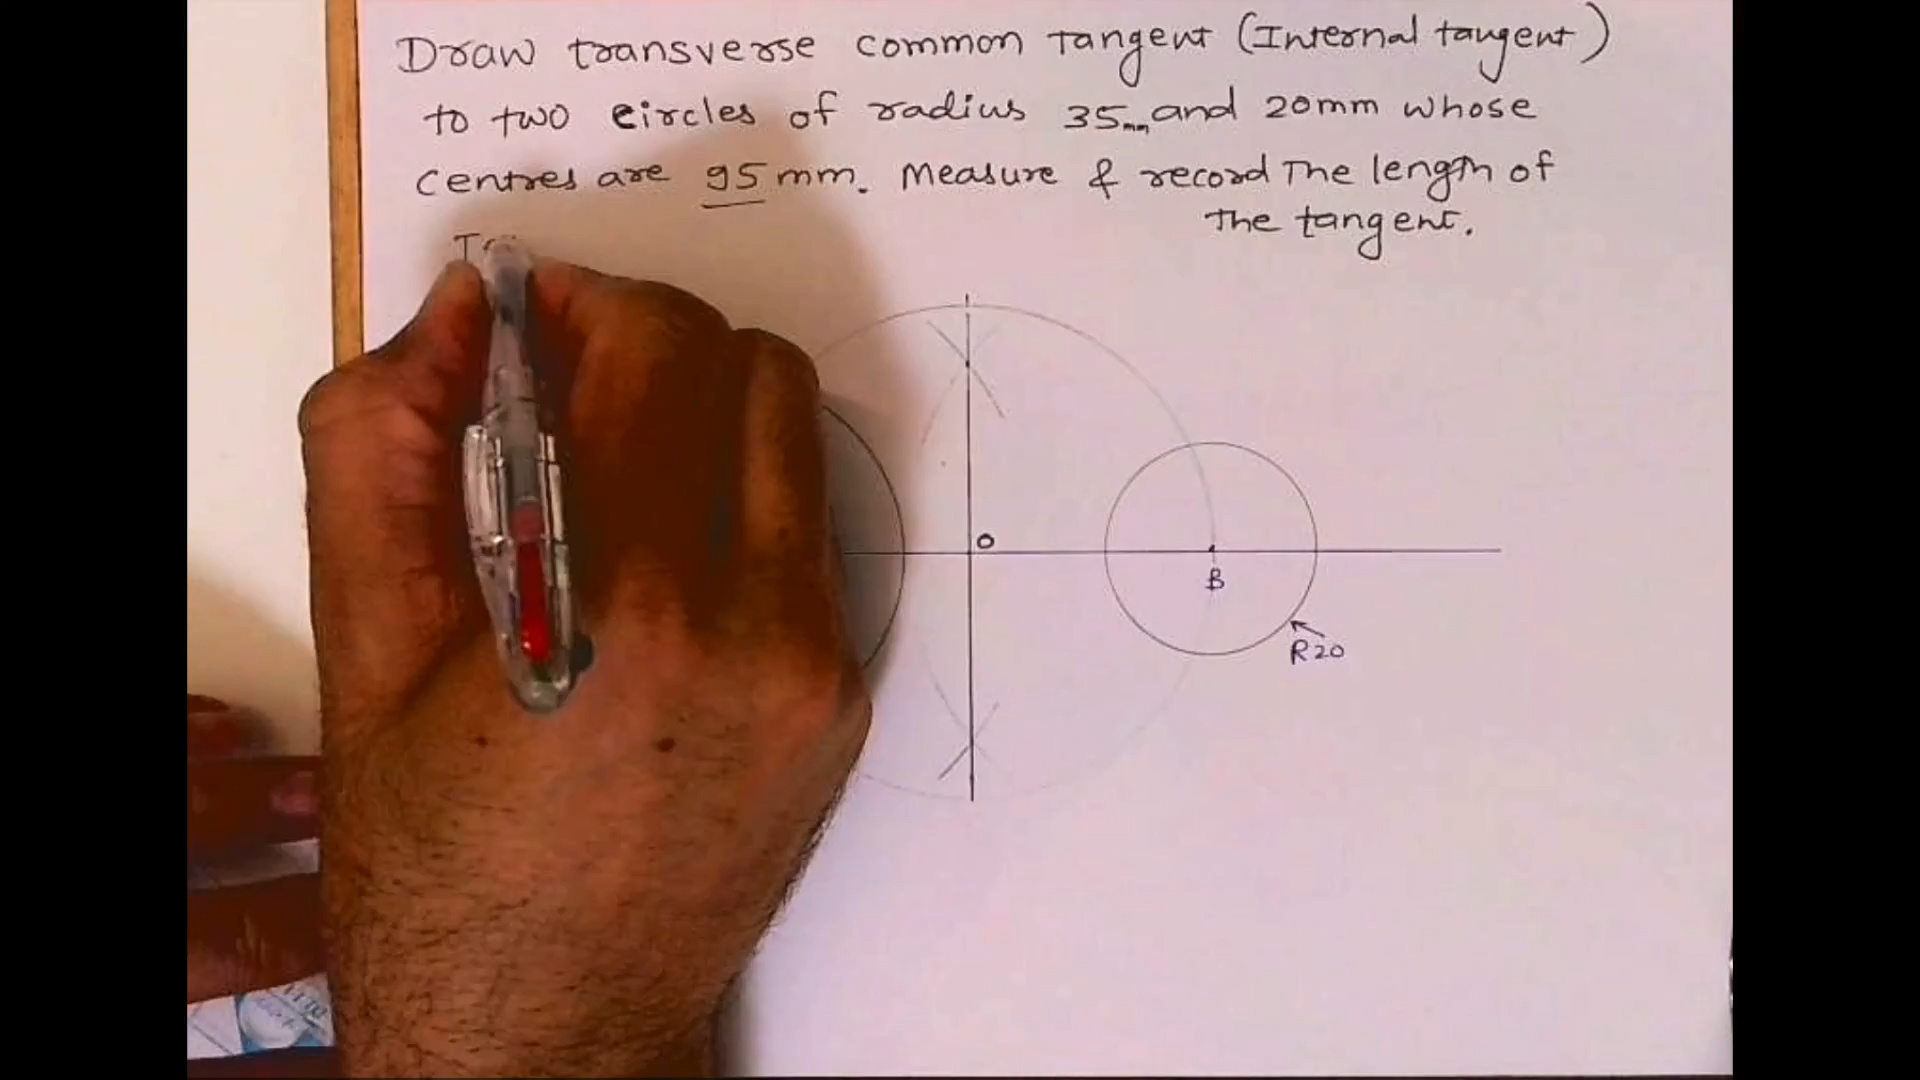 Draw transverse common tangent (Internal tangent)
to two circles of radius 35mm and 20mm whose
centres are 95 mm. Measure & record The length of
The tangent.
O
B
R20